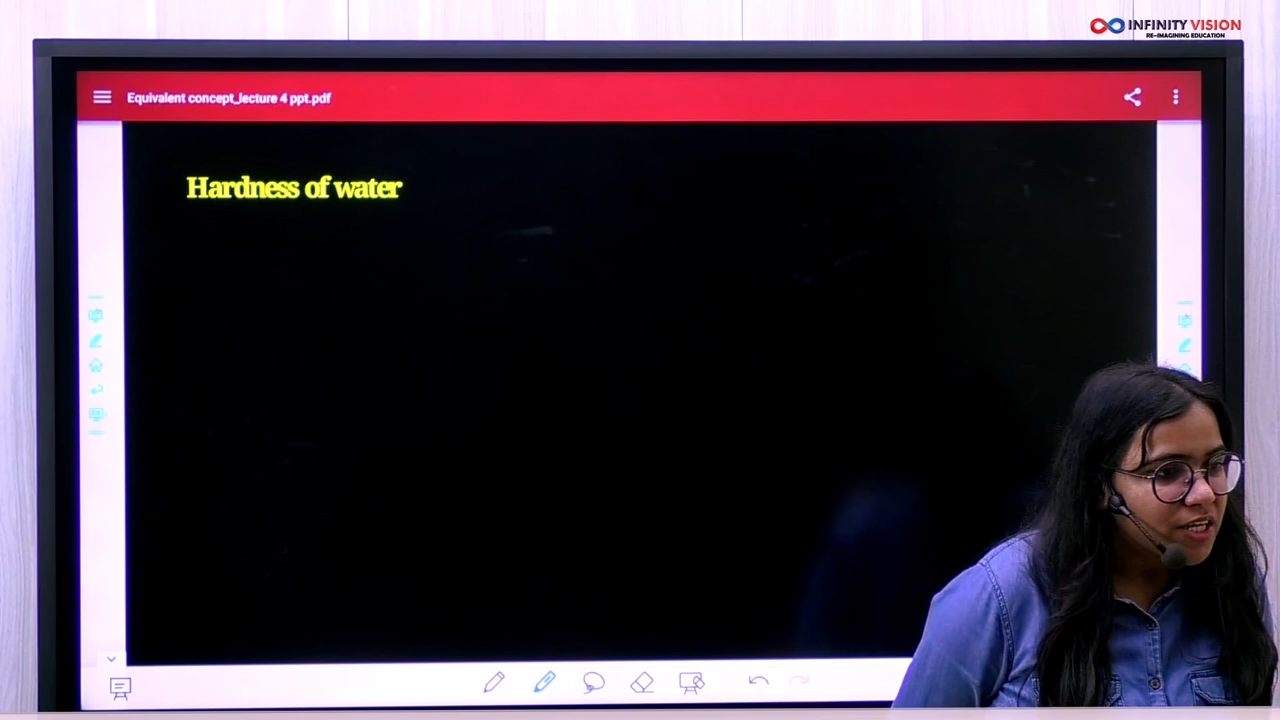 INFINITY VISION
RE-IMAGINING EDUCATION
Equivalent concept_lecture 4 ppt.pdf
Hardness of water